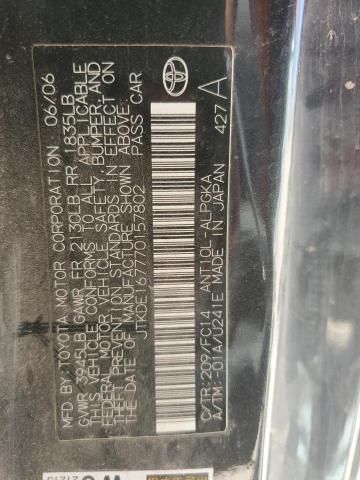 MFD.BY: TOYOTA MOTOR CORPORATION 06/06
GVWR 3945LB GAWR FR 2130LB RR 1835LB
THIS VEHICLE CONFORMS TO ALL APPLICABLE
FEDERAL MOTOR VEHICLE SAFETY, BUMPER, AND
THEFT PREVENTION STANDARDS IN EFFECT ON
THE DATE OF MANUFACTURE SHOWN ABOVE.
JTKDE167770157802 PASS CAR
C/TR: 209/FC14 ANT10L-ALPGKA
A/TM: -01A/U241E MADE IN JAPAN 427 A